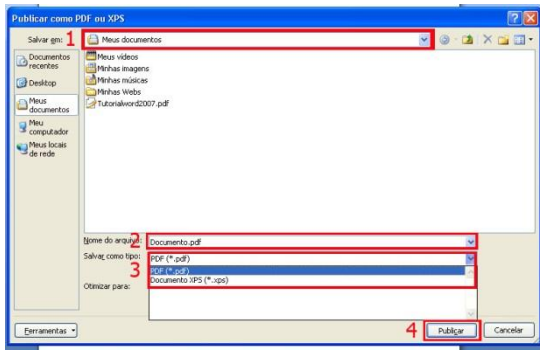 Publicar como PDF ou XPS
Salvar em: 1 Meus documentos
Documentos recentes
Desktop
Meus documentos
Meu computador
Meus locais de rede
Meus vídeos
Minhas imagens
Minhas músicas
Minhas Webs
Tutorialword2007.pdf
Nome do arquivo: 2 Documento.pdf
Salvar como tipo: PDF (*.pdf)
3 PDF (*.pdf)
Documento XPS (*.xps)
Otimizar para:
Ferramentas 4 Publicar Cancelar